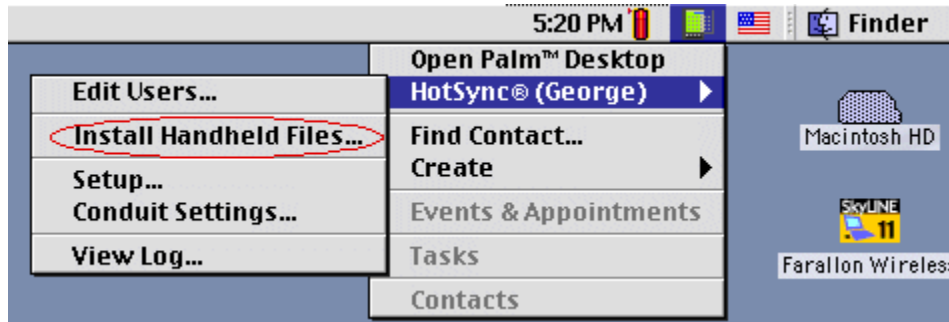 5:20 PM
Finder
Open Palm™ Desktop
HotSync® (George)
Find Contact...
Create
Events & Appointments
Tasks
Contacts
Edit Users...
Install Handheld Files...
Setup...
Conduit Settings...
View Log...
Macintosh HD
SkyLINE
11
Farallon Wireles